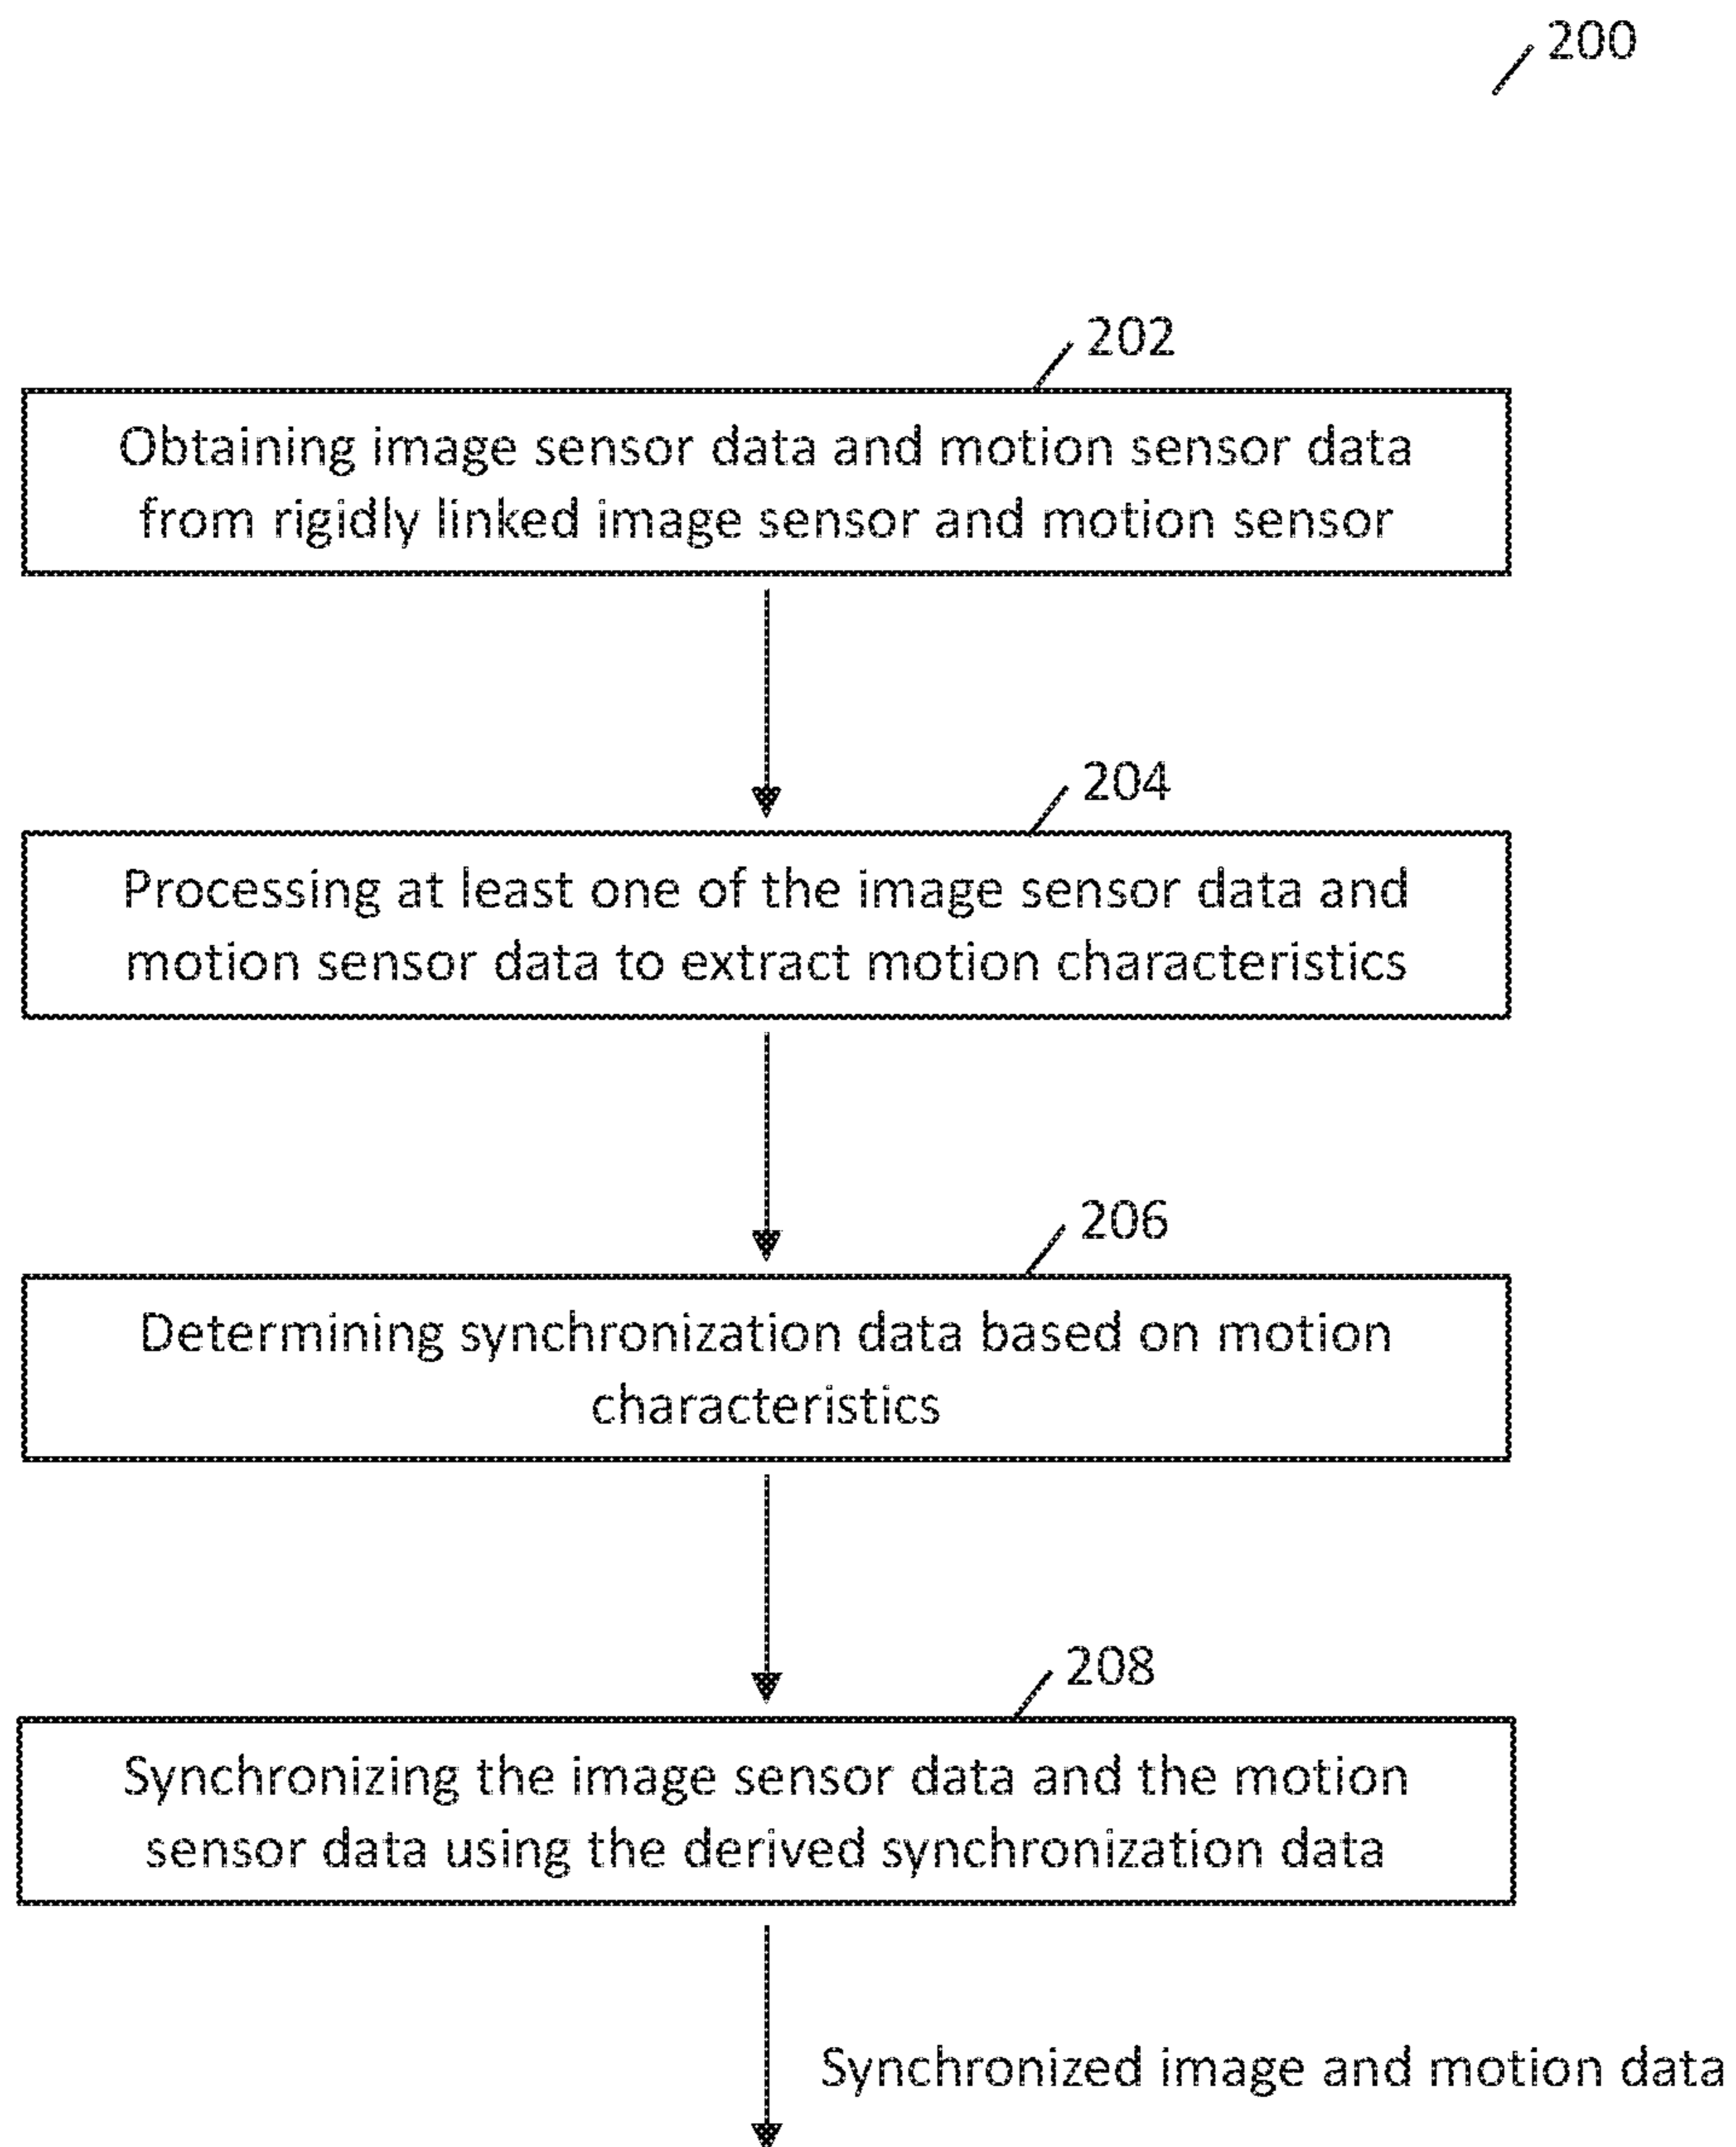 200
202
Obtaining image sensor data and motion sensor data
from rigidly linked image sensor and motion sensor
204
Processing at least one of the image sensor data and
motion sensor data to extract motion characteristics
206
Determining synchronization data based on motion
characteristics
208
Synchronizing the image sensor data and the motion
sensor data using the derived synchronization data
Synchronized image and motion data